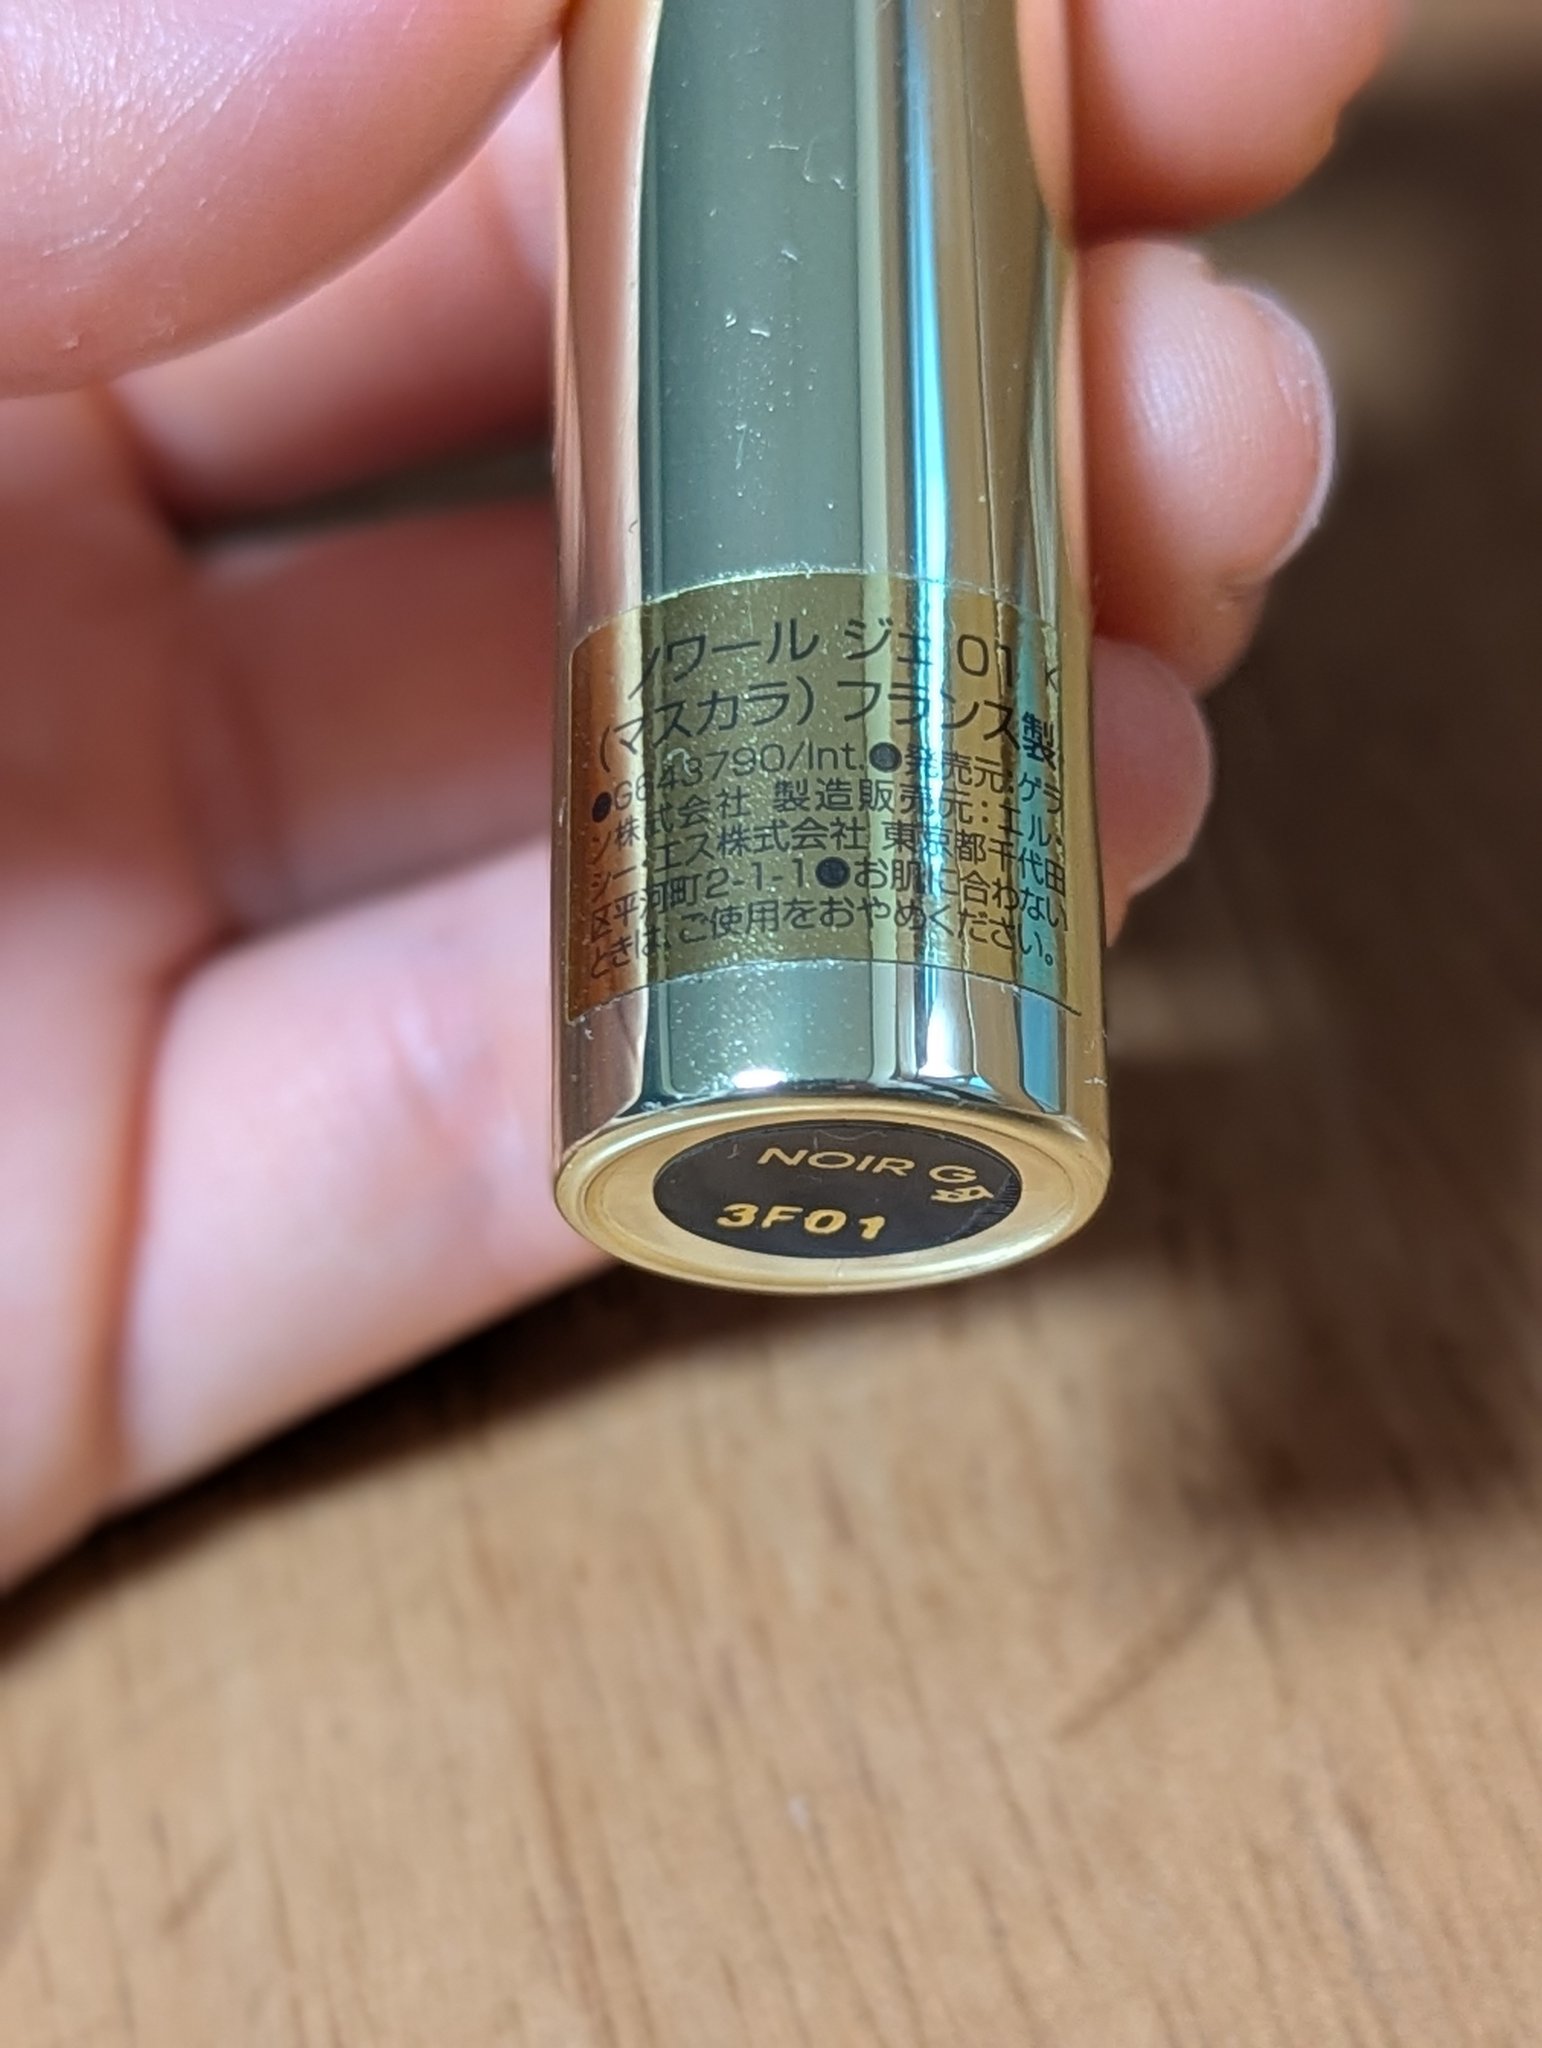 ノワール ジェ 01 K
(マスカラ) フランス製
●G643790/Int.●発売元:ゲラ
ン株式会社 製造販売元:エル・
シー・エス株式会社 東京都千代田
区平河町2-1-1●お肌に合わない
ときは、ご使用をおやめください。
NOIR G
3F01